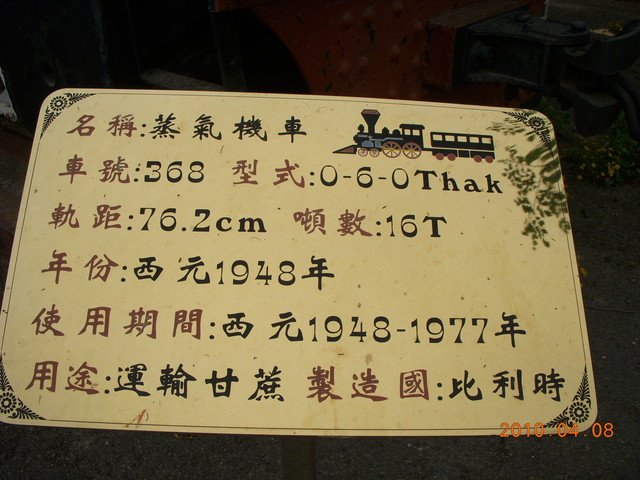 名稱:蒸氣機車
車號:368 型式:0-6-0Thak
軌距:76.2cm 噸數:16T
年份:西元1948年
使用期間:西元1948-1977年
用途:運輸甘蔗 製造國:比利時
2010.04.08